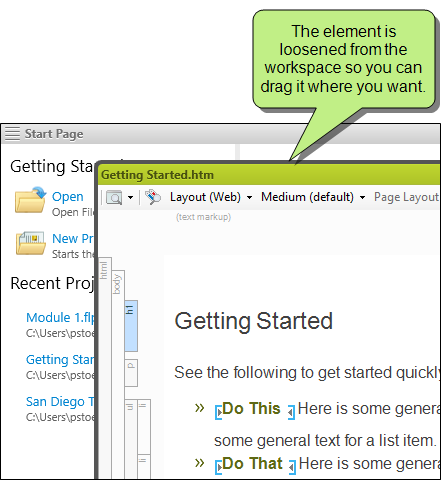 The element is
loosened from the
workspace so you can
drag it where you want.
Start Page
Getting Started
Open
Open File
New Pr
Starts the
Recent Proj
Module 1.flp
C:\Users\pstoe
Getting Star
C:\Users\pstoe
San Diego T
C:\Users\pstoe
Getting Started.htm
Layout (Web) Medium (default) Page Layout
(text markup)
html
body
h1
p
ul
li
Getting Started
See the following to get started quickly
» Do This Here is some genera
some general text for a list item.
» Do That Here is some genera